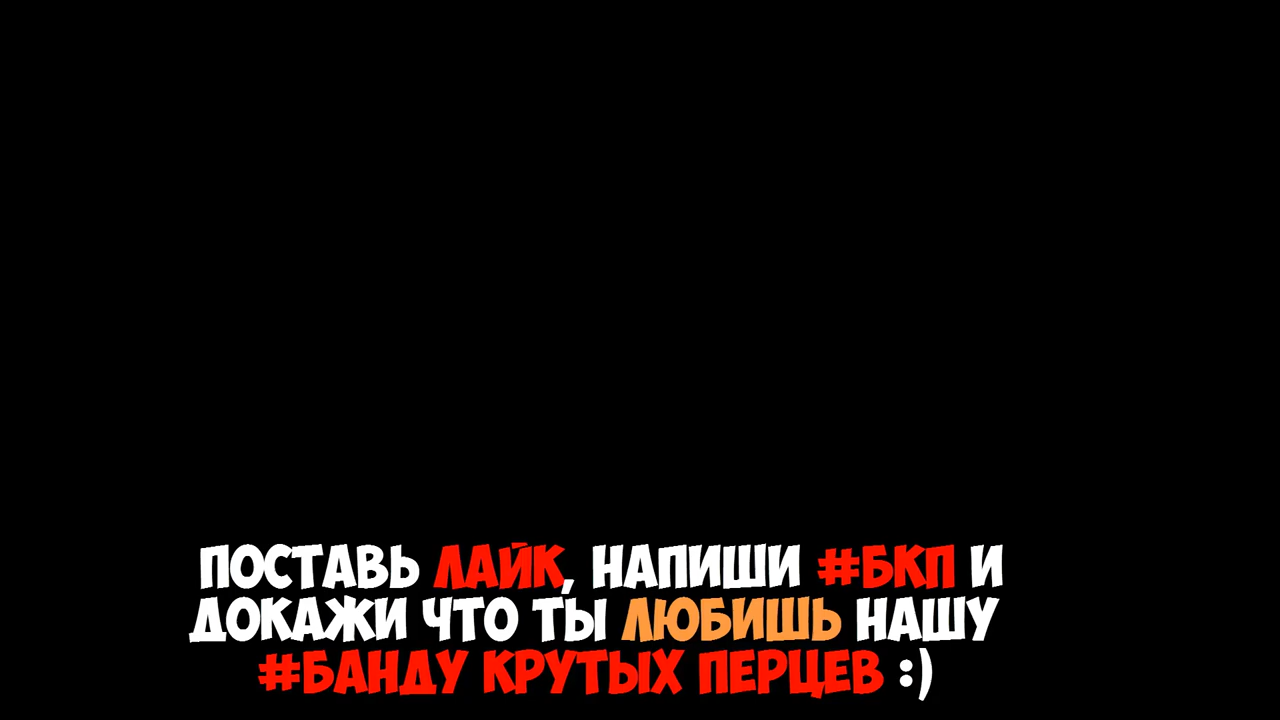 ПОСТАВЬ ЛАЙК, НАПИШИ #БКП И
ДОКАЖИ ЧТО ТЫ ЛЮБИШЬ НАШУ
#БАНДУ КРУТЫХ ПЕРЦЕВ :)